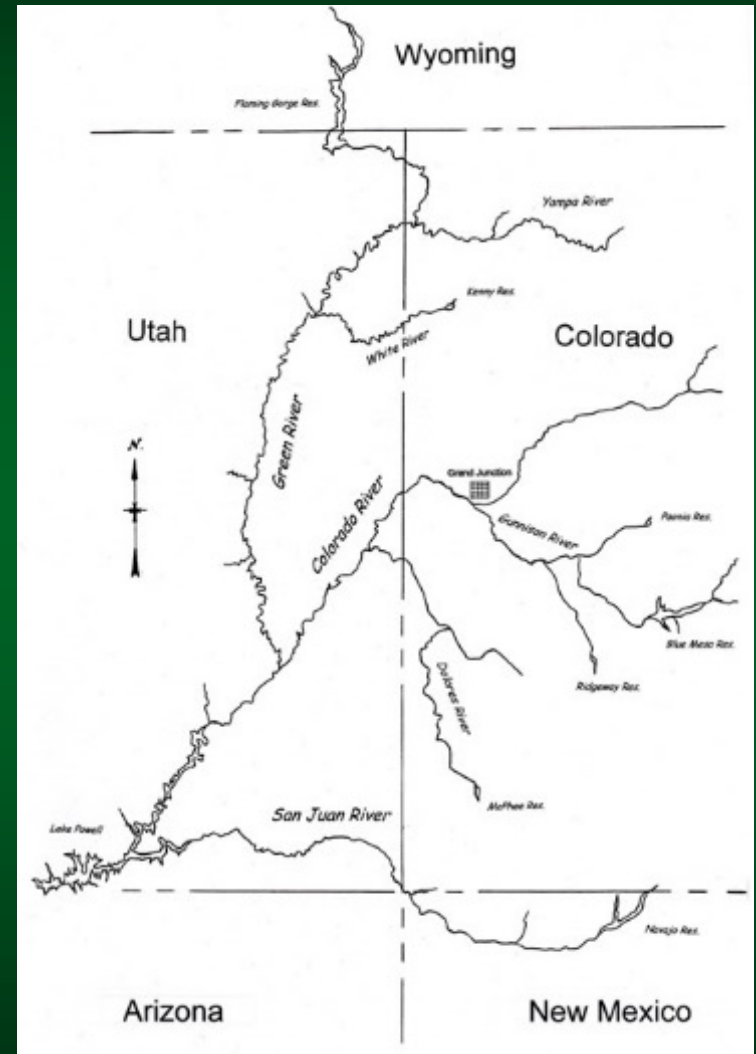 Wyoming
Flaming Gorge Res.
Yampa River
Kenny Res.
Utah
White River
Colorado
Green River
N.
Grand Junction
Colorado River
Gunnison River
Paonia Res.
Blue Mesa Res.
Ridgeway Res.
Dolores River
McPhee Res.
San Juan River
Lake Powell
Navajo Res.
Arizona
New Mexico